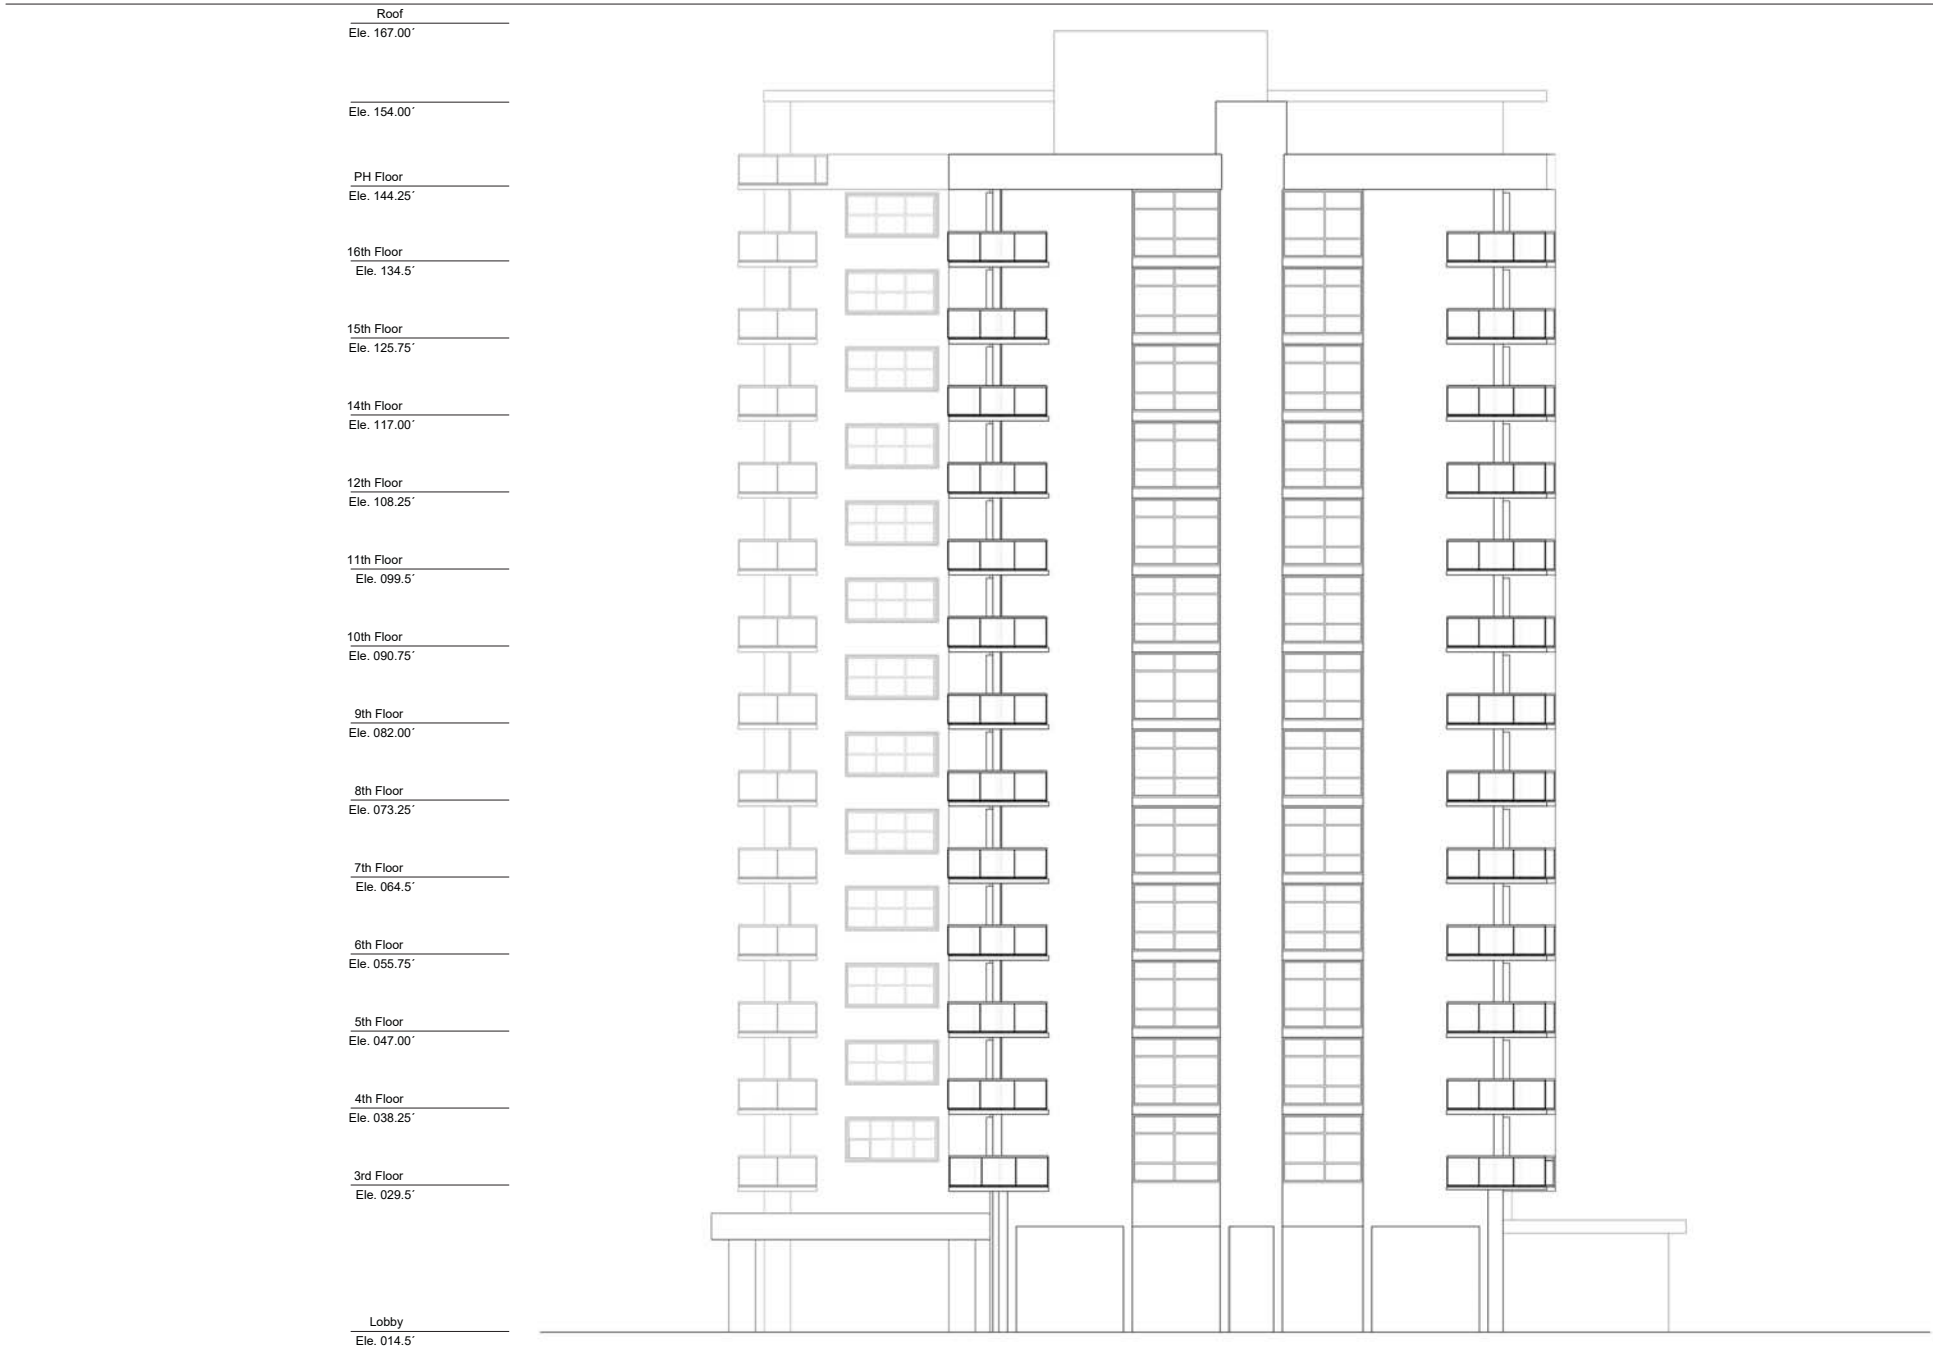 Roof
Ele. 167.00´
Ele. 154.00´
PH Floor
Ele. 144.25´
16th Floor
Ele. 134.5´
15th Floor
Ele. 125.75´
14th Floor
Ele. 117.00´
12th Floor
Ele. 108.25´
11th Floor
Ele. 099.5´
10th Floor
Ele. 090.75´
9th Floor
Ele. 082.00´
8th Floor
Ele. 073.25´
7th Floor
Ele. 064.5´
6th Floor
Ele. 055.75´
5th Floor
Ele. 047.00´
4th Floor
Ele. 038.25´
3rd Floor
Ele. 029.5´
Lobby
Ele. 014.5´